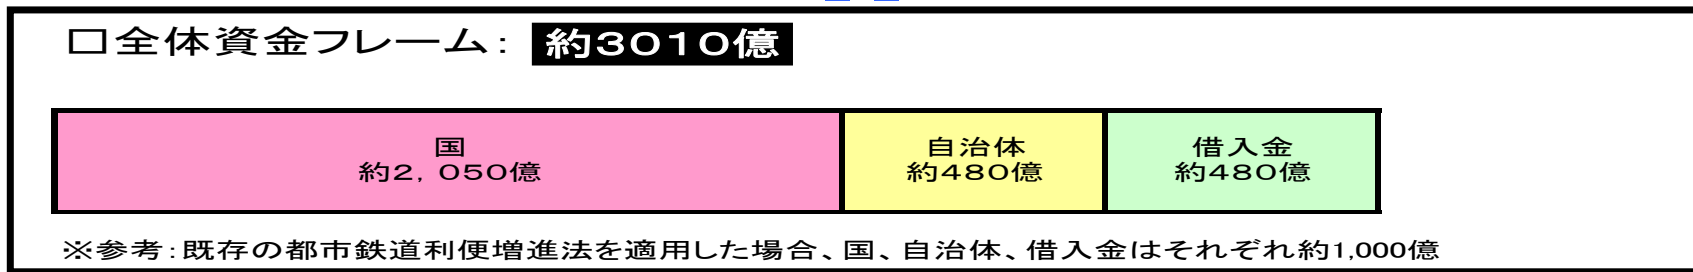 □全体資金フレーム: 約3010億
国
約2, 050億
自治体
約480億
借入金
約480億
※参考:既存の都市鉄道利便増進法を適用した場合、国、自治体、借入金はそれぞれ約1,000億